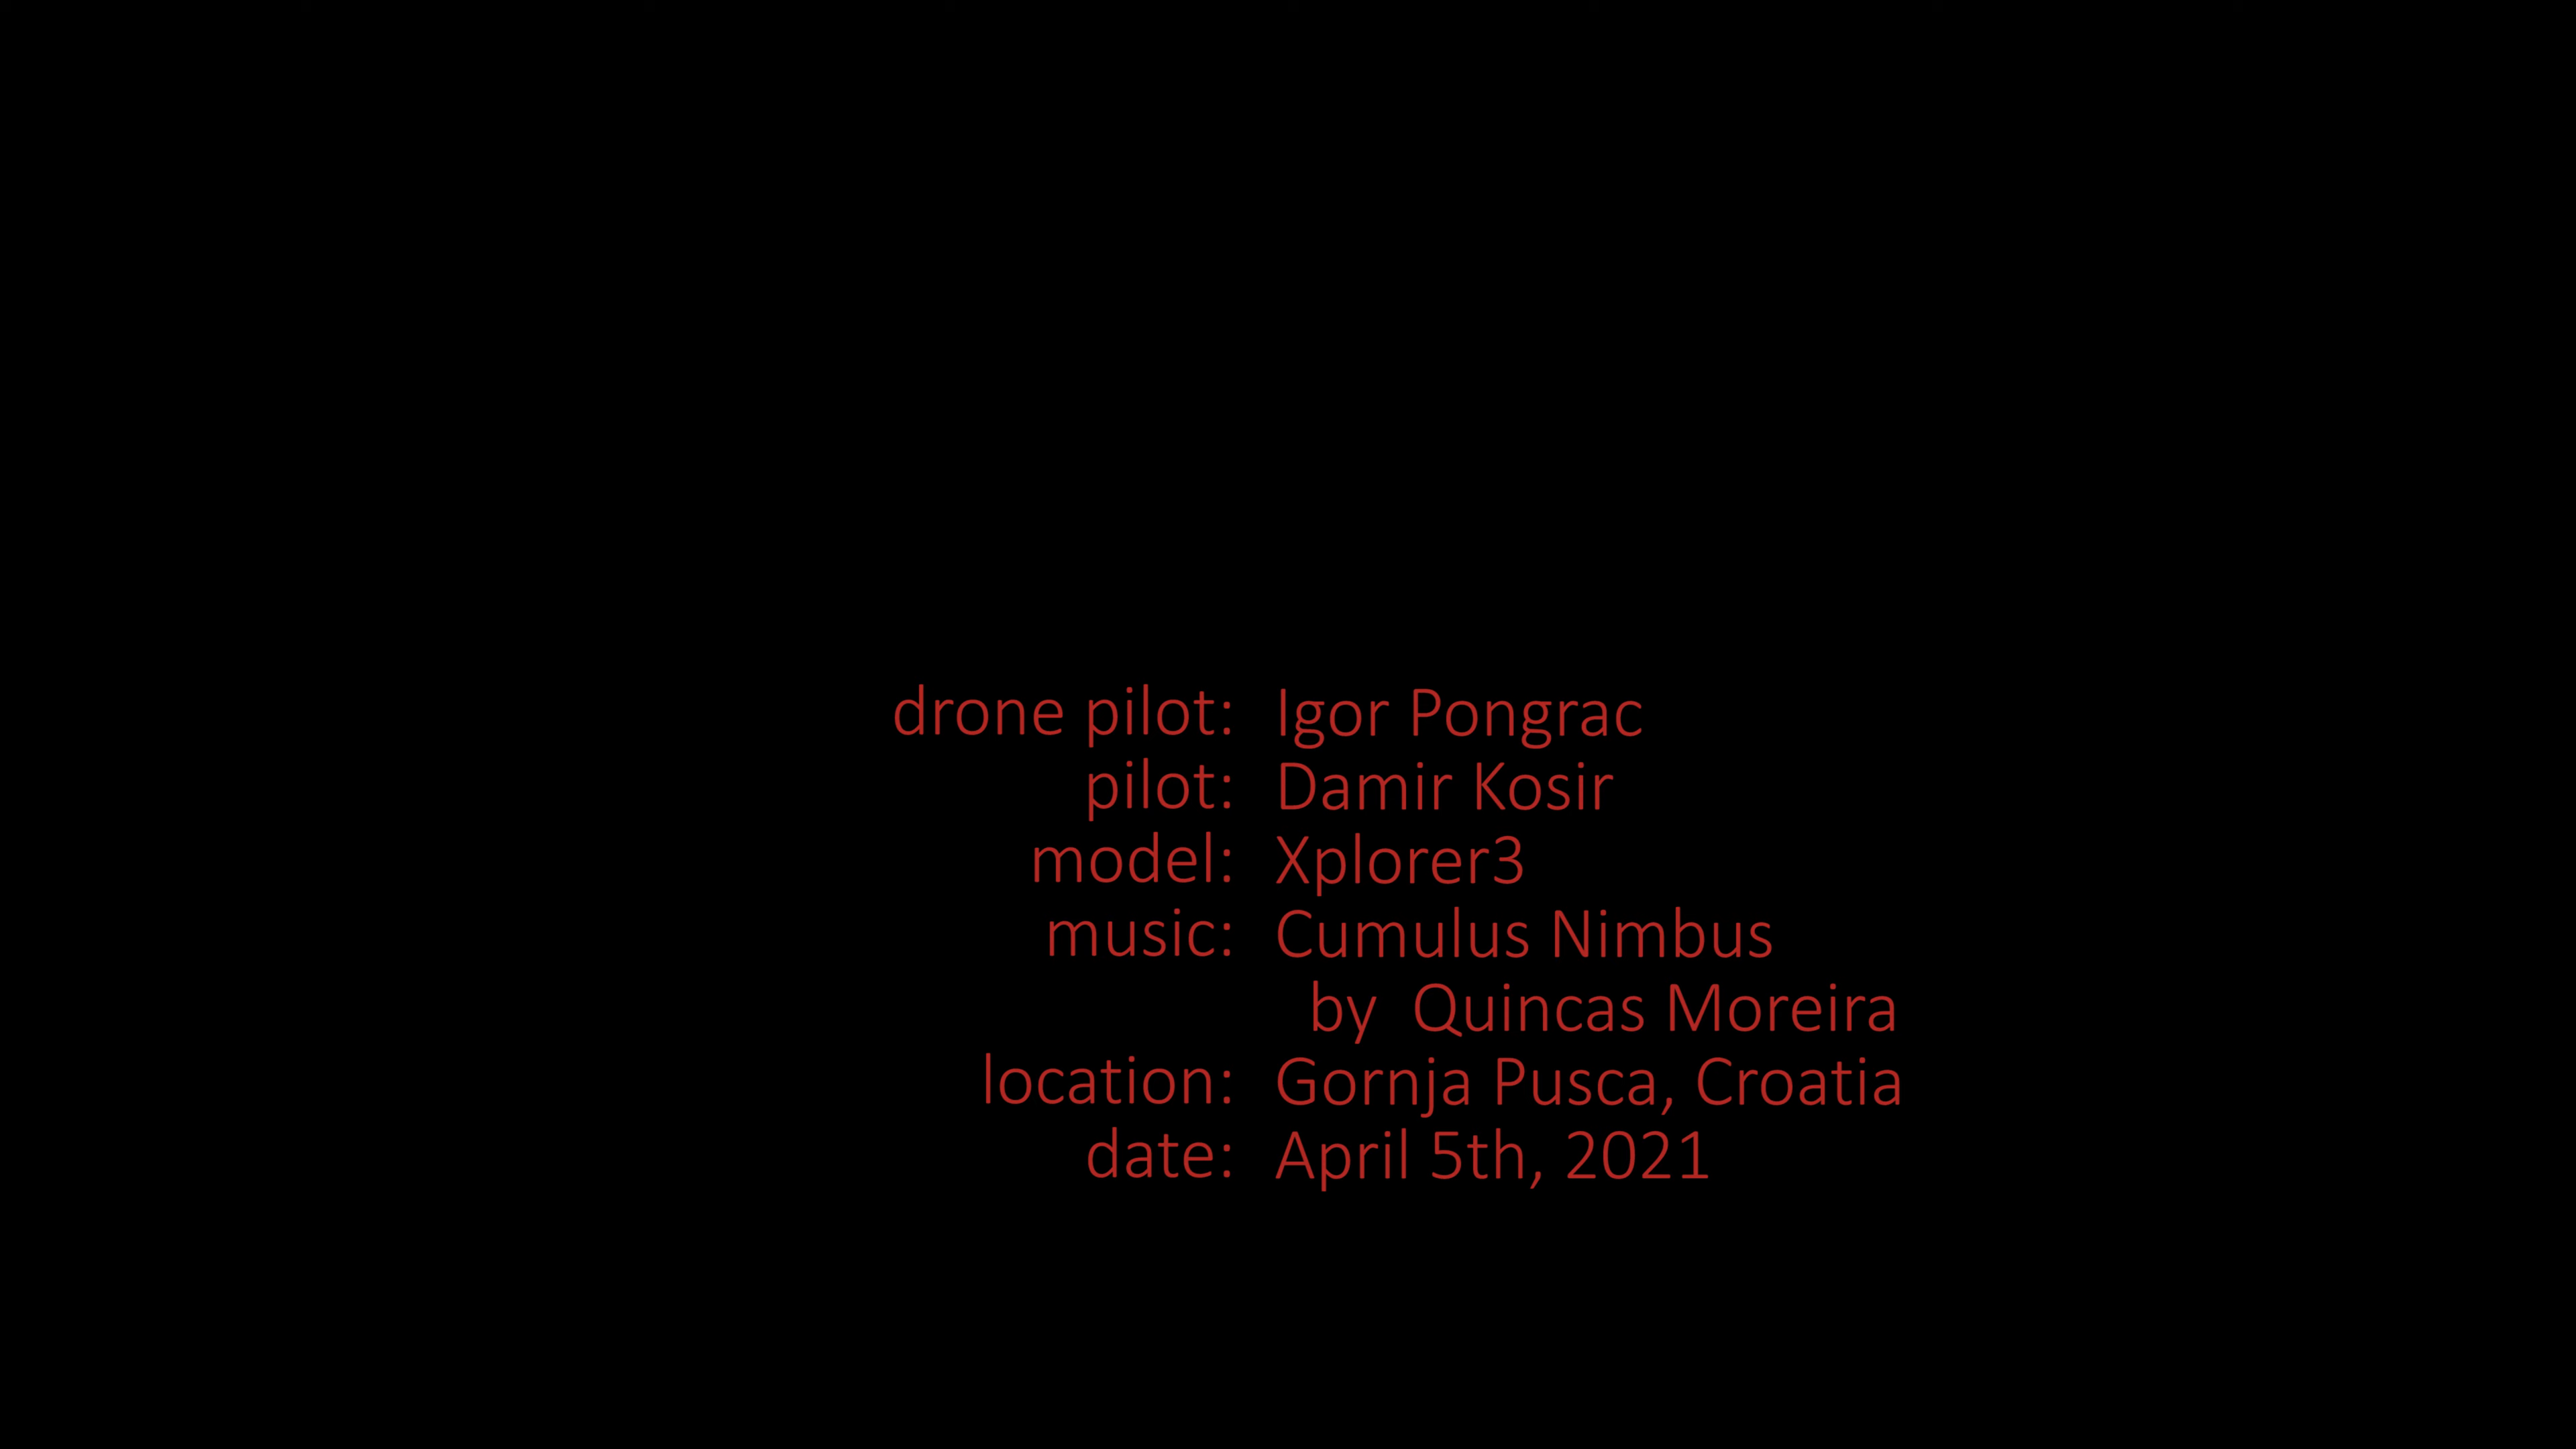 drone pilot: Igor Pongrac
pilot: Damir Kosir
model: Xplorer3
music: Cumulus Nimbus
by Quincas Moreira
location: Gornja Pusca, Croatia
date: April 5th, 2021